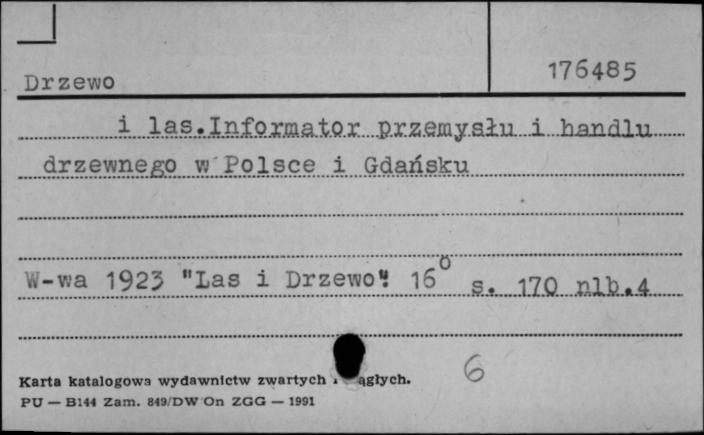 176485
Drzewo
i las.Informator przemysłu i handlu
drzewnego w Polsce i Gdańsku
W-wa 1923 "Las i Drzewo". 16° s. 170 nlb.4
6
Karta katalogowa wydawnictw zwartych i ągłych.
PU — B144 Zam. 849/DW On ZGG — 1991